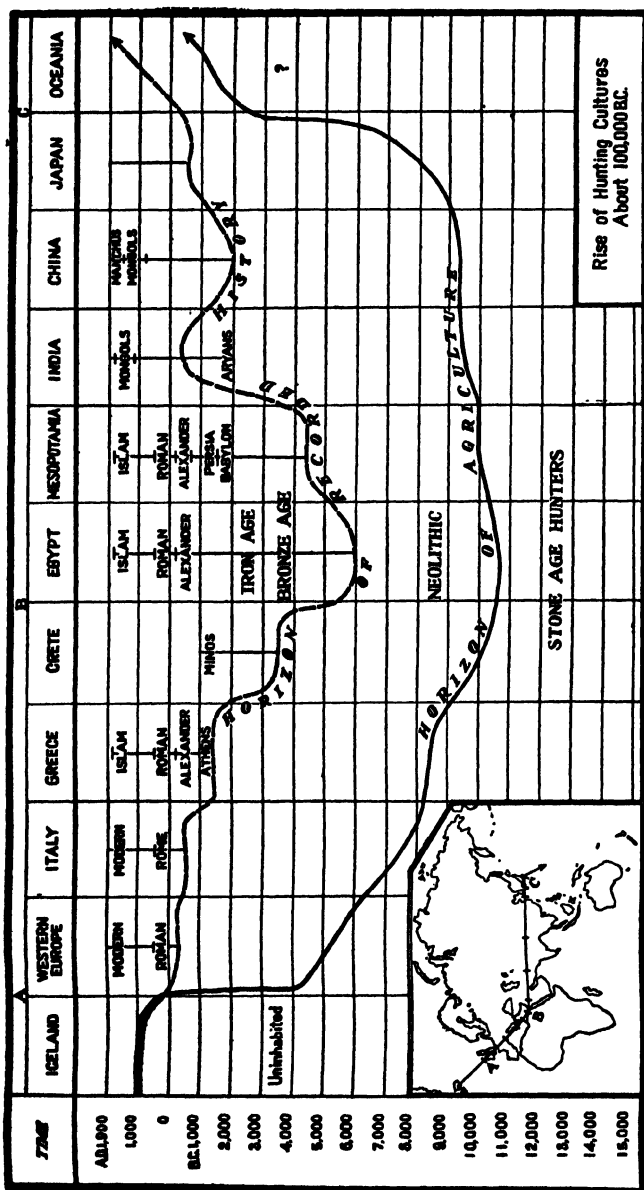 A B C
TIME ICELAND WESTERN EUROPE ITALY GREECE CRETE EGYPT MESOPOTAMIA INDIA CHINA JAPAN OCEANIA
A.D.1,900
1,000
0
B.C.1,000
2,000
3,000
4,000
5,000
6,000
7,000
8,000
9,000
10,000
11,000
12,000
13,000
14,000
15,000
Uninhabited
MODERN
ROMAN
MODERN
ROME
ISLAM
ROMAN
ALEXANDER
ATHENS
MINOS
ISLAM
ROMAN
ALEXANDER
ISLAM
ROMAN
ALEXANDER
PERSIA
BABYLON
MONGOLS
ARYANS
MANCHUS
MONGOLS
?
IRON AGE
BRONZE AGE
HORIZON OF RECORDED HISTORY
NEOLITHIC
HORIZON OF AGRICULTURE
STONE AGE HUNTERS
Rise of Hunting Cultures
About 100,000 B.C.
A
B
C